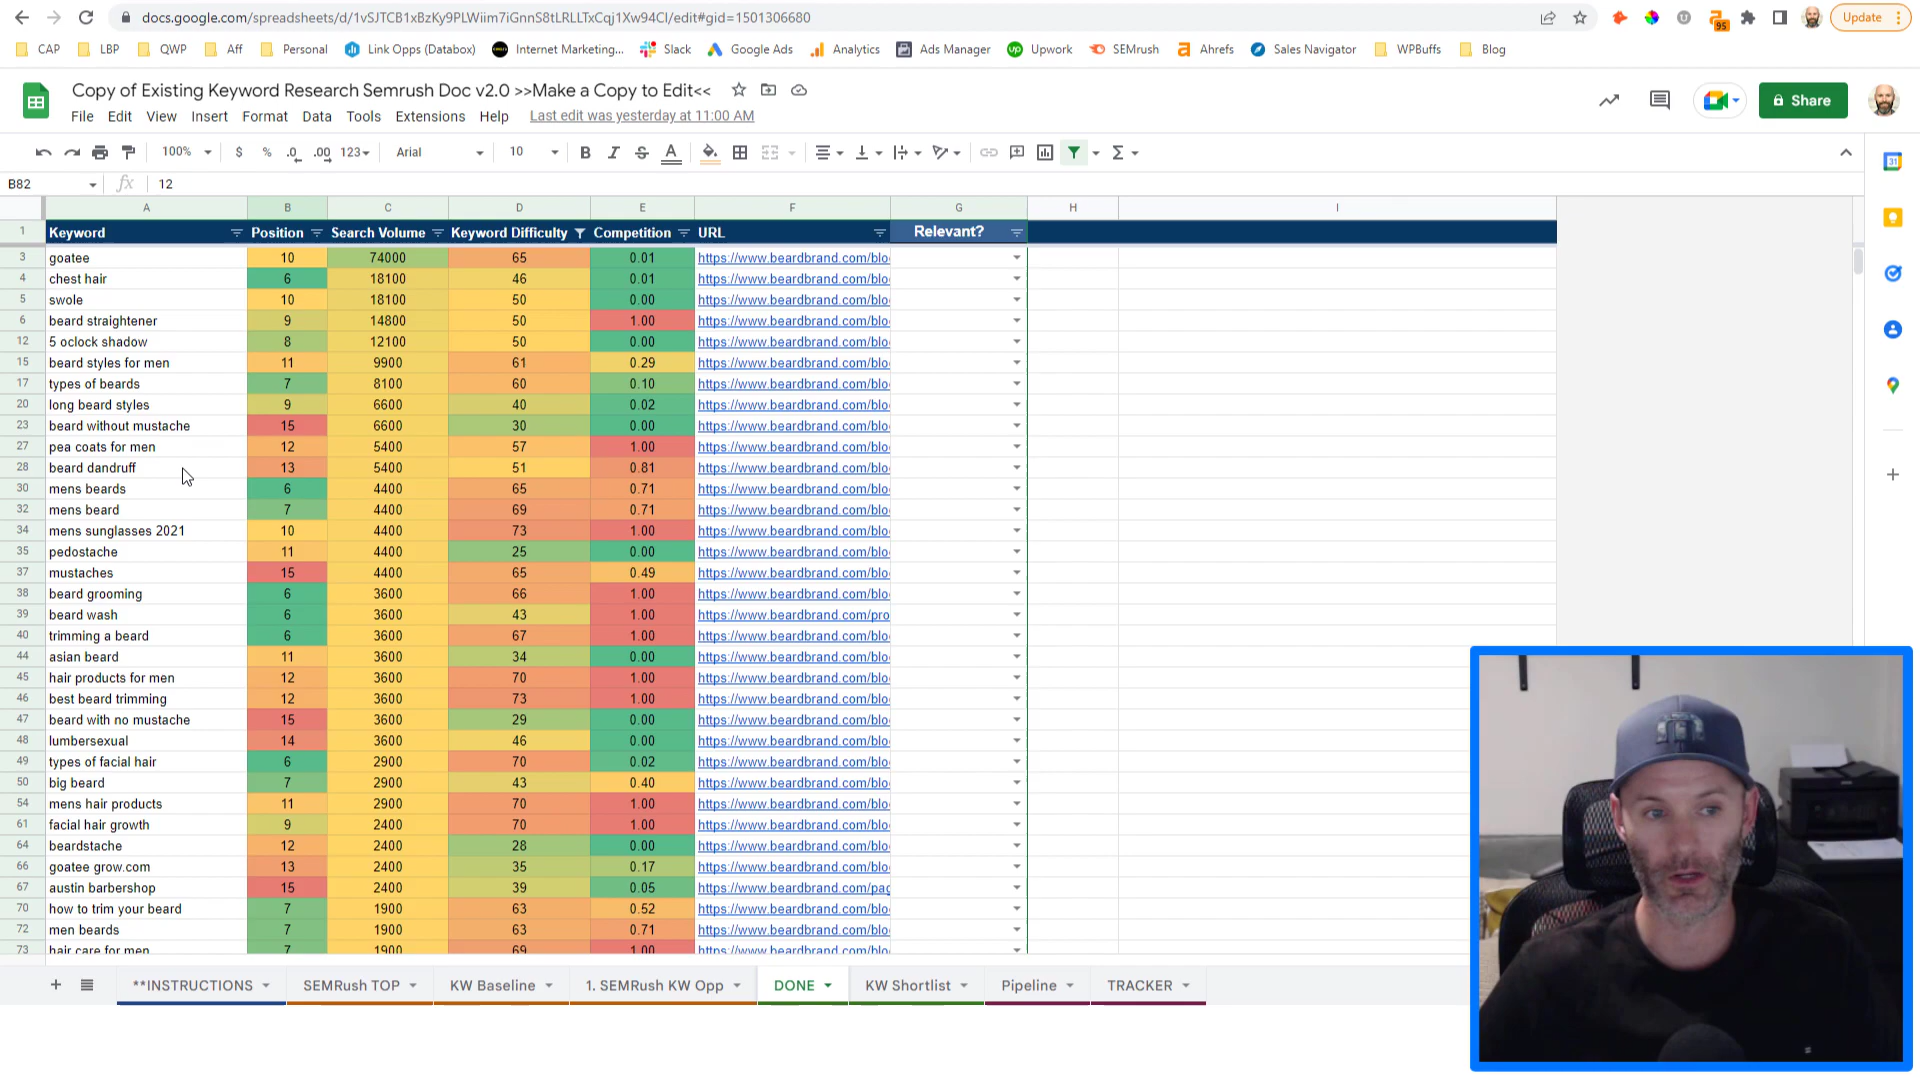 docs.google.com/spreadsheets/d/1vSJTCB1xBzKy9PLWiim7iGnnS8tLRLLTxCqj1Xw94CI/edit#gid=1501306680
95
Update
CAP LBP QWP Aff Personal Link Opps (Databox) Internet Marketing... Slack Google Ads Analytics Ads Manager Upwork SEMrush Ahrefs Sales Navigator WPBuffs Blog
Copy of Existing Keyword Research Semrush Doc v2.0 >>Make a Copy to Edit<<
Share
File Edit View Insert Format Data Tools Extensions Help Last edit was yesterday at 11:00 AM
100% $ % .0 .00 123 Arial 10 B I S A
B82 fx 12
A B C D E F G H I
1 Keyword Position Search Volume Keyword Difficulty Competition URL Relevant?
3 goatee 10 74000 65 0.01 https://www.beardbrand.com/blo
4 chest hair 6 18100 46 0.01 https://www.beardbrand.com/blo
5 swole 10 18100 50 0.00 https://www.beardbrand.com/blo
6 beard straightener 9 14800 50 1.00 https://www.beardbrand.com/blo
12 5 oclock shadow 8 12100 50 0.00 https://www.beardbrand.com/blo
15 beard styles for men 11 9900 61 0.29 https://www.beardbrand.com/blo
17 types of beards 7 8100 60 0.10 https://www.beardbrand.com/blo
20 long beard styles 9 6600 40 0.02 https://www.beardbrand.com/blo
23 beard without mustache 15 6600 30 0.00 https://www.beardbrand.com/blo
27 pea coats for men 12 5400 57 1.00 https://www.beardbrand.com/blo
28 beard dandruff 13 5400 51 0.81 https://www.beardbrand.com/blo
30 mens beards 6 4400 65 0.71 https://www.beardbrand.com/blo
32 mens beard 7 4400 69 0.71 https://www.beardbrand.com/blo
34 mens sunglasses 2021 10 4400 73 1.00 https://www.beardbrand.com/blo
35 pedostache 11 4400 25 0.00 https://www.beardbrand.com/blo
37 mustaches 15 4400 65 0.49 https://www.beardbrand.com/blo
38 beard grooming 6 3600 66 1.00 https://www.beardbrand.com/blo
39 beard wash 6 3600 43 1.00 https://www.beardbrand.com/pro
40 trimming a beard 6 3600 67 1.00 https://www.beardbrand.com/blo
44 asian beard 11 3600 34 0.00 https://www.beardbrand.com/blo
45 hair products for men 12 3600 70 1.00 https://www.beardbrand.com/blo
46 best beard trimming 12 3600 73 1.00 https://www.beardbrand.com/blo
47 beard with no mustache 15 3600 29 0.00 https://www.beardbrand.com/blo
48 lumbersexual 14 3600 46 0.00 https://www.beardbrand.com/blo
49 types of facial hair 6 2900 70 0.02 https://www.beardbrand.com/blo
50 big beard 7 2900 43 0.40 https://www.beardbrand.com/blo
54 mens hair products 11 2900 70 1.00 https://www.beardbrand.com/blo
61 facial hair growth 9 2400 70 1.00 https://www.beardbrand.com/blo
64 beardstache 12 2400 28 0.00 https://www.beardbrand.com/blo
66 goatee grow.com 13 2400 35 0.17 https://www.beardbrand.com/blo
67 austin barbershop 15 2400 39 0.05 https://www.beardbrand.com/pag
70 how to trim your beard 7 1900 63 0.52 https://www.beardbrand.com/blo
72 men beards 7 1900 63 0.71 https://www.beardbrand.com/blo
73 hair care for men 7 1900 69 1.00 https://www.beardbrand.com/blo
**INSTRUCTIONS SEMRush TOP KW Baseline 1. SEMRush KW Opp DONE KW Shortlist Pipeline TRACKER